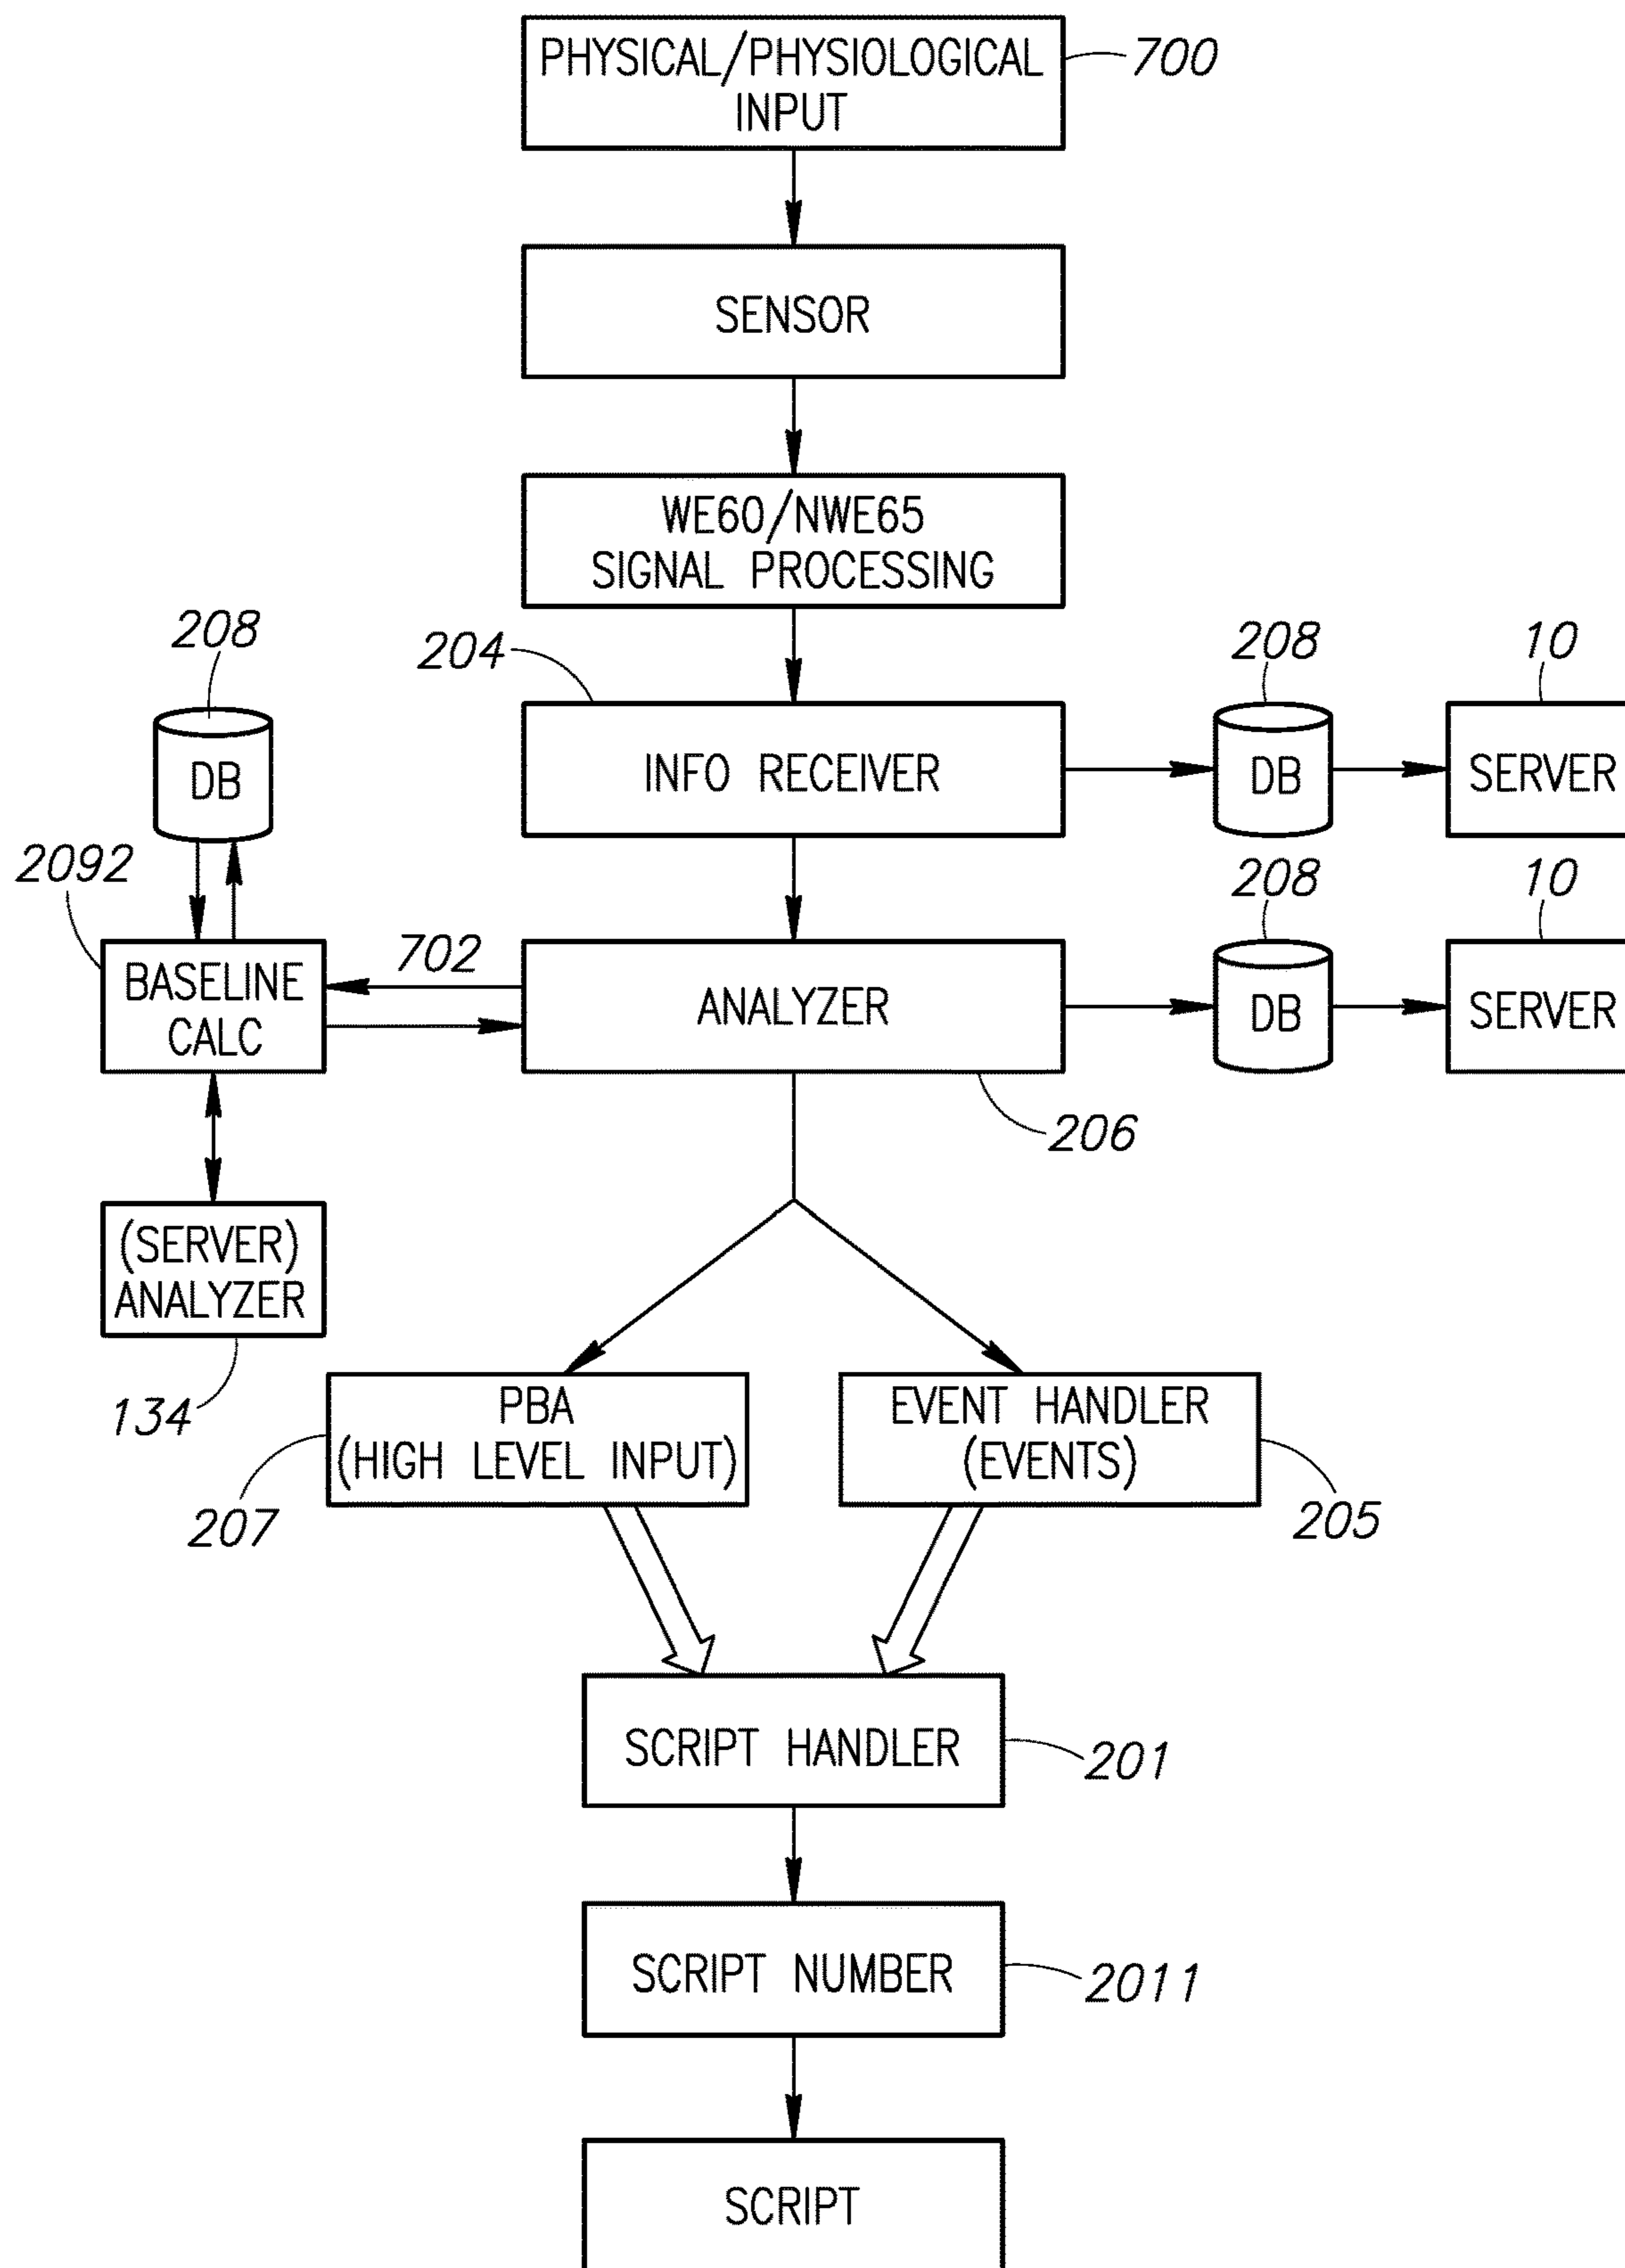 PHYSICAL/PHYSIOLOGICAL
INPUT
700
SENSOR
WE60/NWE65
SIGNAL PROCESSING
208
204
208
10
DB
INFO RECEIVER
DB
SERVER
2092
208
10
BASELINE
CALC
702
ANALYZER
DB
SERVER
206
(SERVER)
ANALYZER
134
PBA
(HIGH LEVEL INPUT)
EVENT HANDLER
(EVENTS)
207
205
SCRIPT HANDLER
201
SCRIPT NUMBER
2011
SCRIPT